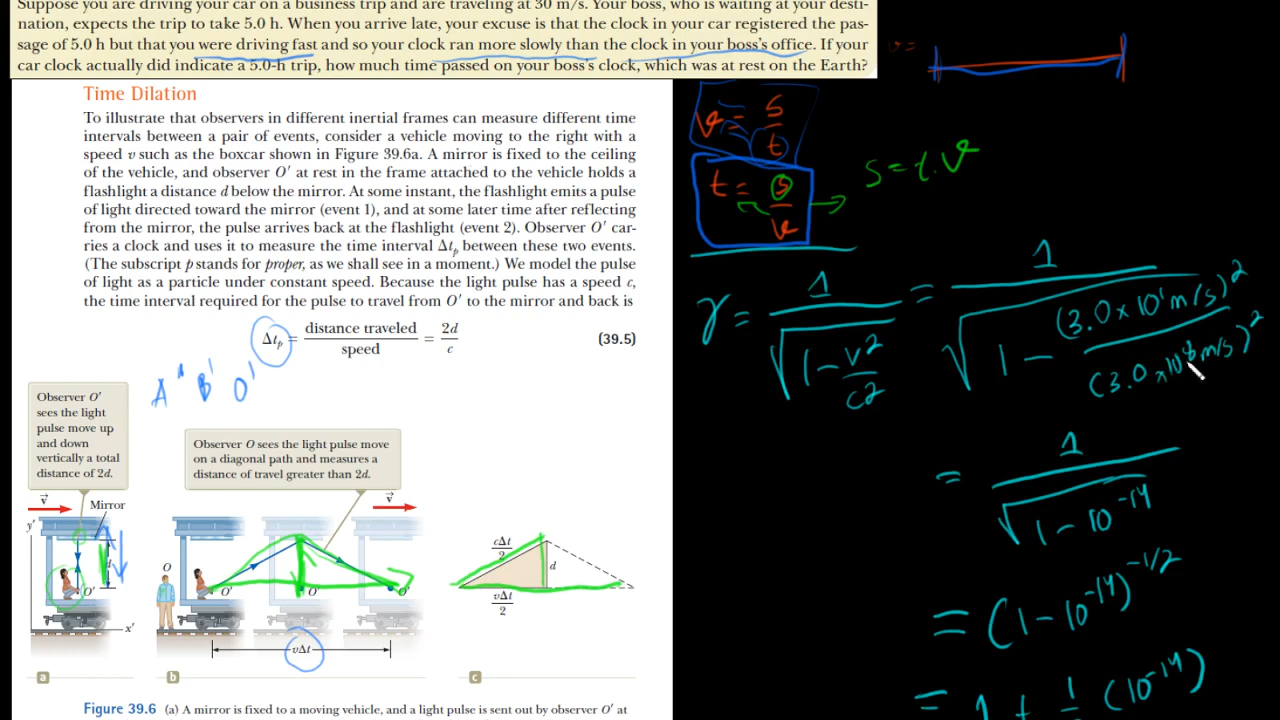 Suppose you are driving your car on a business trip and are traveling at 30 m/s. Your boss, who is waiting at your desti-
nation, expects the trip to take 5.0 h. When you arrive late, your excuse is that the clock in your car registered the pas-
sage of 5.0 h but that you were driving fast and so your clock ran more slowly than the clock in your boss's office. If your
car clock actually did indicate a 5.0-h trip, how much time passed on your boss's clock, which was at rest on the Earth?
Time Dilation
To illustrate that observers in different inertial frames can measure different time
intervals between a pair of events, consider a vehicle moving to the right with a
speed v such as the boxcar shown in Figure 39.6a. A mirror is fixed to the ceiling
of the vehicle, and observer O' at rest in the frame attached to the vehicle holds a
flashlight a distance d below the mirror. At some instant, the flashlight emits a pulse
of light directed toward the mirror (event 1), and at some later time after reflecting
from the mirror, the pulse arrives back at the flashlight (event 2). Observer O' car-
ries a clock and uses it to measure the time interval Δtp between these two events.
(The subscript p stands for proper, as we shall see in a moment.) We model the pulse
of light as a particle under constant speed. Because the light pulse has a speed c,
the time interval required for the pulse to travel from O' to the mirror and back is
Δtp = distance traveled / speed = 2d / c (39.5)
A'' B' O'
Observer O'
sees the light
pulse move up
and down
vertically a total
distance of 2d.
Observer O sees the light pulse move
on a diagonal path and measures a
distance of travel greater than 2d.
v
Mirror
y'
d
O'
x'
v
O
O'
O'
O'
vΔt
cΔt / 2
d
vΔt / 2
a
b
c
Figure 39.6 (a) A mirror is fixed to a moving vehicle, and a light pulse is sent out by observer O' at
v =
v = s / t
t = s / v
s = t.v
γ = 1 / √(1 - v² / c²) = 1 / √(1 - (3.0 x 10¹ m/s)² / (3.0 x 10⁸ m/s)²)
= 1 / √(1 - 10⁻¹⁴)
= (1 - 10⁻¹⁴)⁻¹/²
= 1 + 1 (10⁻¹⁴)